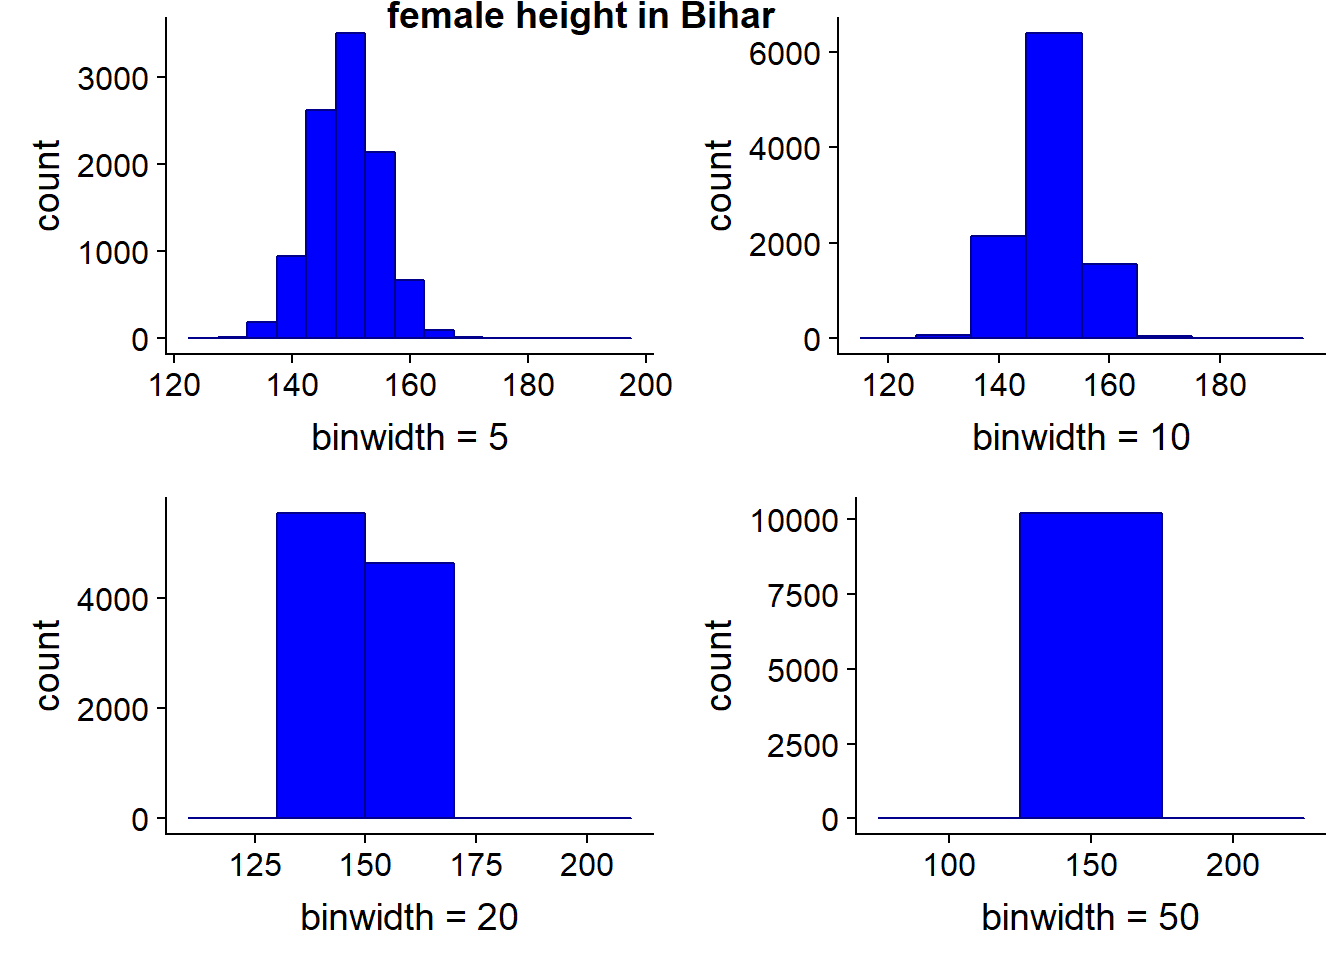 female height in Bihar
3000
2000
1000
0
count
120 140 160 180 200
binwidth = 5
6000
4000
2000
0
count
120 140 160 180
binwidth = 10
4000
2000
0
count
125 150 175 200
binwidth = 20
10000
7500
5000
2500
0
count
100 150 200
binwidth = 50